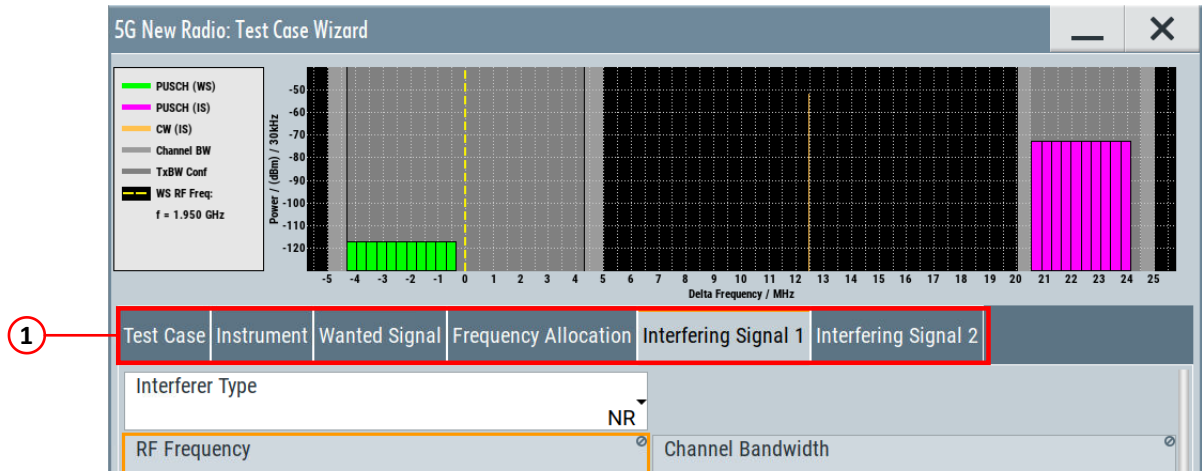 5G New Radio: Test Case Wizard
PUSCH (WS)
PUSCH (IS)
CW (IS)
Channel BW
TxBW Conf
WS RF Freq:
f = 1.950 GHz
Power / (dBm) / 30kHz
-50
-60
-70
-80
-90
-100
-110
-120
-5 -4 -3 -2 -1 0 1 2 3 4 5 6 7 8 9 10 11 12 13 14 15 16 17 18 19 20 21 22 23 24 25
Delta Frequency / MHz
1
Test Case Instrument Wanted Signal Frequency Allocation Interfering Signal 1 Interfering Signal 2
Interferer Type
NR
RF Frequency Channel Bandwidth